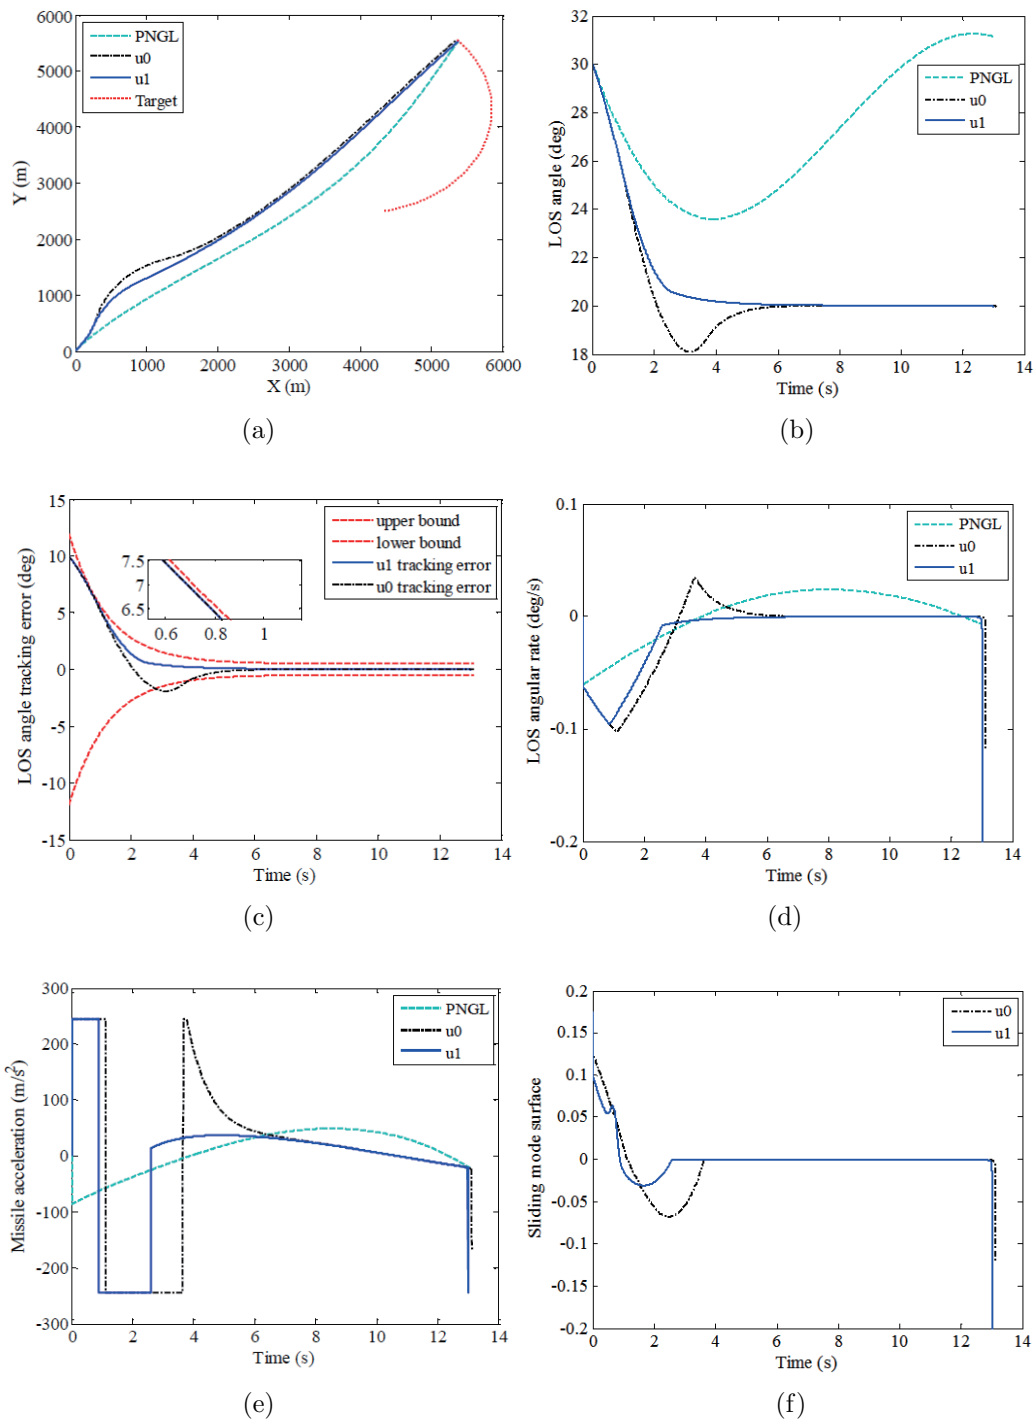 6000
5000
4000
3000
2000
1000
0
0 1000 2000 3000 4000 5000 6000
Y (m)
X (m)
PNGL
u0
u1
Target
(a)
32
30
28
26
24
22
20
18
0 2 4 6 8 10 12 14
LOS angle (deg)
Time (s)
PNGL
u0
u1
(b)
15
10
5
0
-5
-10
-15
0 2 4 6 8 10 12 14
LOS angle tracking error (deg)
Time (s)
upper bound
lower bound
u1 tracking error
u0 tracking error
7.5
7
6.5
0.6 0.8 1
(c)
0.1
0
-0.1
-0.2
0 2 4 6 8 10 12 14
LOS angular rate (deg/s)
Time (s)
PNGL
u0
u1
(d)
300
200
100
0
-100
-200
-300
0 2 4 6 8 10 12 14
Missile acceleration (m/s²)
Time (s)
PNGL
u0
u1
(e)
0.2
0.15
0.1
0.05
0
-0.05
-0.1
-0.15
-0.2
0 2 4 6 8 10 12 14
Sliding mode surface
Time (s)
u0
u1
(f)